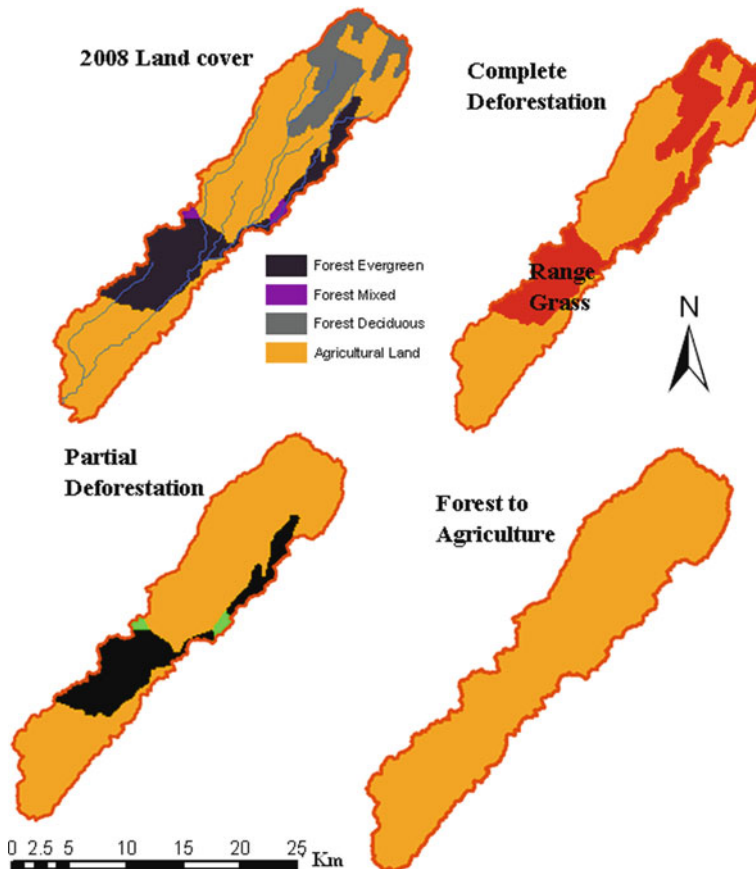 2008 Land cover
Complete
Deforestation
Forest Evergreen
Forest Mixed
Forest Deciduous
Agricultural Land
Range
Grass
N
Partial
Deforestation
Forest to
Agriculture
0 2.5 5 10 15 20 25 Km